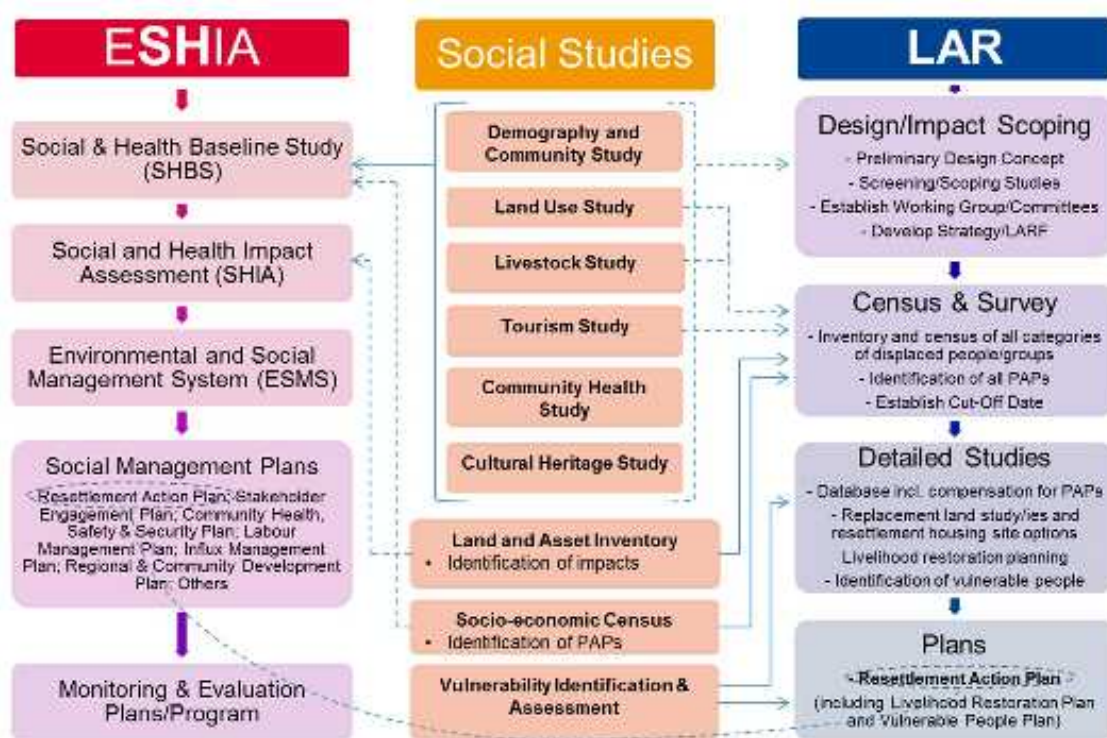 ESHIA
Social & Health Baseline Study
(SHBS)
Social and Health Impact
Assessment (SHIA)
Environmental and Social
Management System (ESMS)
Social Management Plans
Resettlement Action Plan; Stakeholder
Engagement Plan; Community Health,
Safety & Security Plan; Labour
Management Plan; Influx Management
Plan; Regional & Community Development
Plan; Others
Monitoring & Evaluation
Plans/Program
Social Studies
Demography and
Community Study
Land Use Study
Livestock Study
Tourism Study
Community Health
Study
Cultural Heritage Study
Land and Asset Inventory
• Identification of impacts
Socio-economic Census
• Identification of PAPs
Vulnerability Identification &
Assessment
LAR
Design/Impact Scoping
- Preliminary Design Concept
- Screening/Scoping Studies
- Establish Working Group/Committees
- Develop Strategy/LARF
Census & Survey
- Inventory and census of all categories
of displaced people/groups
- Identification of all PAPs
- Establish Cut-Off Date
Detailed Studies
- Database incl. compensation for PAPs
- Replacement land study/ies and
resettlement housing site options
Livelihood restoration planning
- Identification of vulnerable people
Plans
- Resettlement Action Plan
(including Livelihood Restoration Plan
and Vulnerable People Plan)